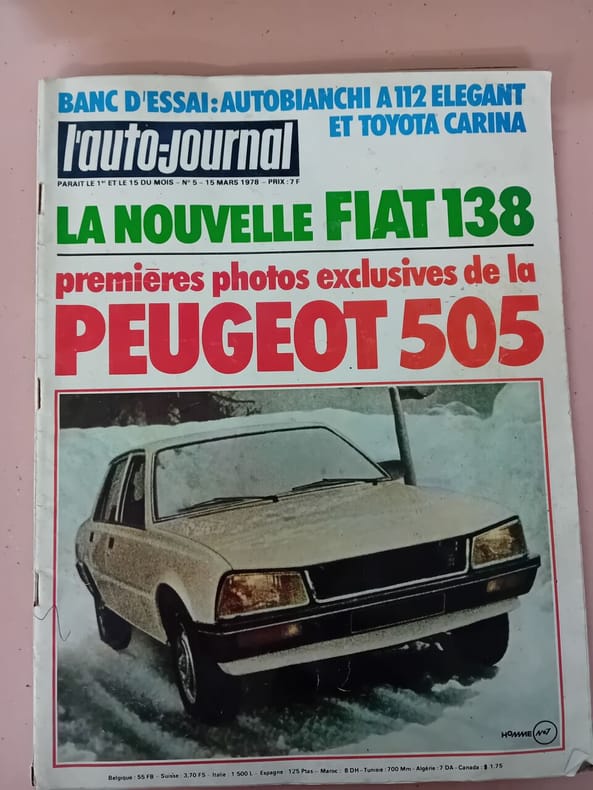 BANC D'ESSAI: AUTOBIANCHI A112 ELEGANT
ET TOYOTA CARINA
l'auto-journal
PARAIT LE 1er ET LE 15 DU MOIS – N° 5 – 15 MARS 1978 – PRIX : 7 F
LA NOUVELLE FIAT 138
premières photos exclusives de la
PEUGEOT 505
HOMME N°7
Belgique : 55 FB - Suisse : 3,70 FS - Italie : 1 500 L - Espagne : 125 Ptas - Maroc : 8 DH - Tunisie : 700 Mm - Algérie : 7 DA - Canada : $ 1.75